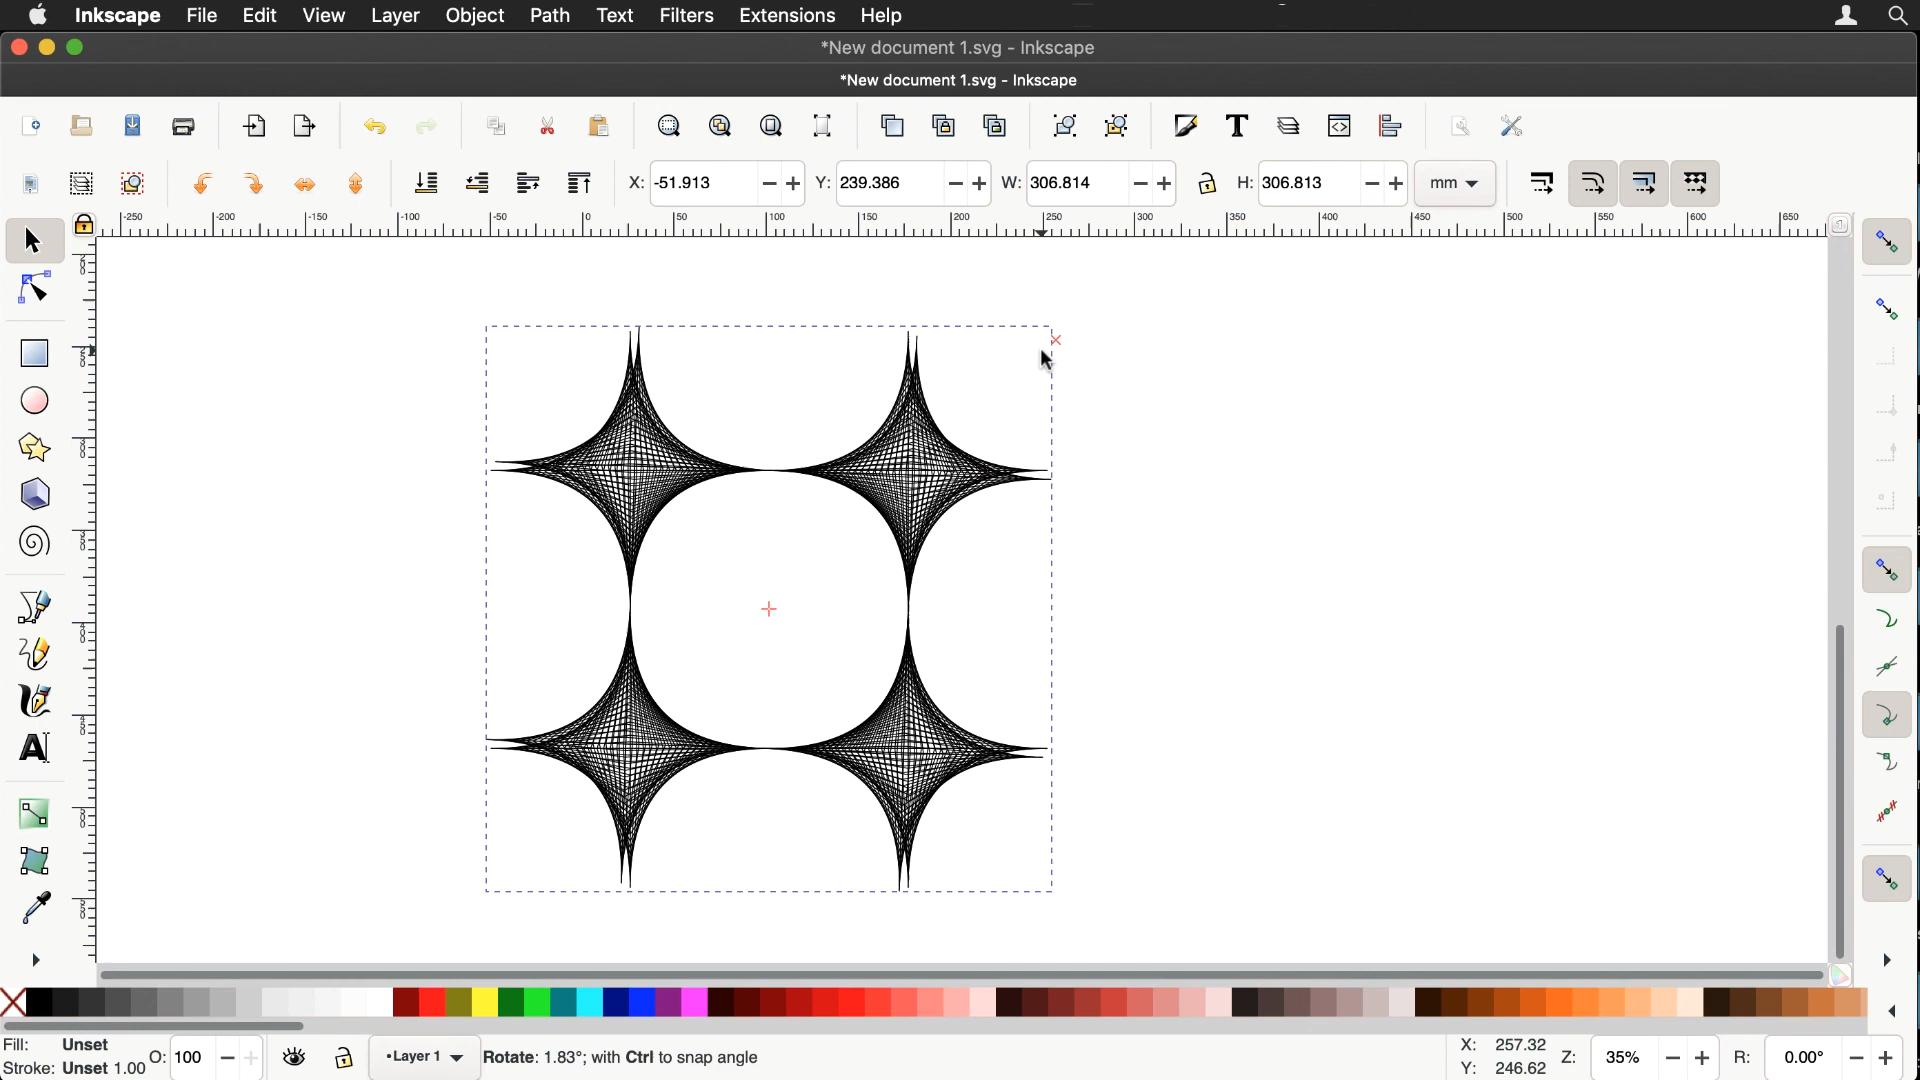 Inkscape File Edit View Layer Object Path Text Filters Extensions Help
*New document 1.svg - Inkscape
*New document 1.svg - Inkscape
X: -51.913 Y: 239.386 W: 306.814 H: 306.813 mm
-250 -200 -150 -100 -50 0 50 100 150 200 250 300 350 400 450 500 550 600 650
Fill: Unset O: 100 •Layer 1 Rotate: 1.83°; with Ctrl to snap angle X: 257.32 Z: 35% R: 0.00°
Stroke: Unset 1.00 Y: 246.62